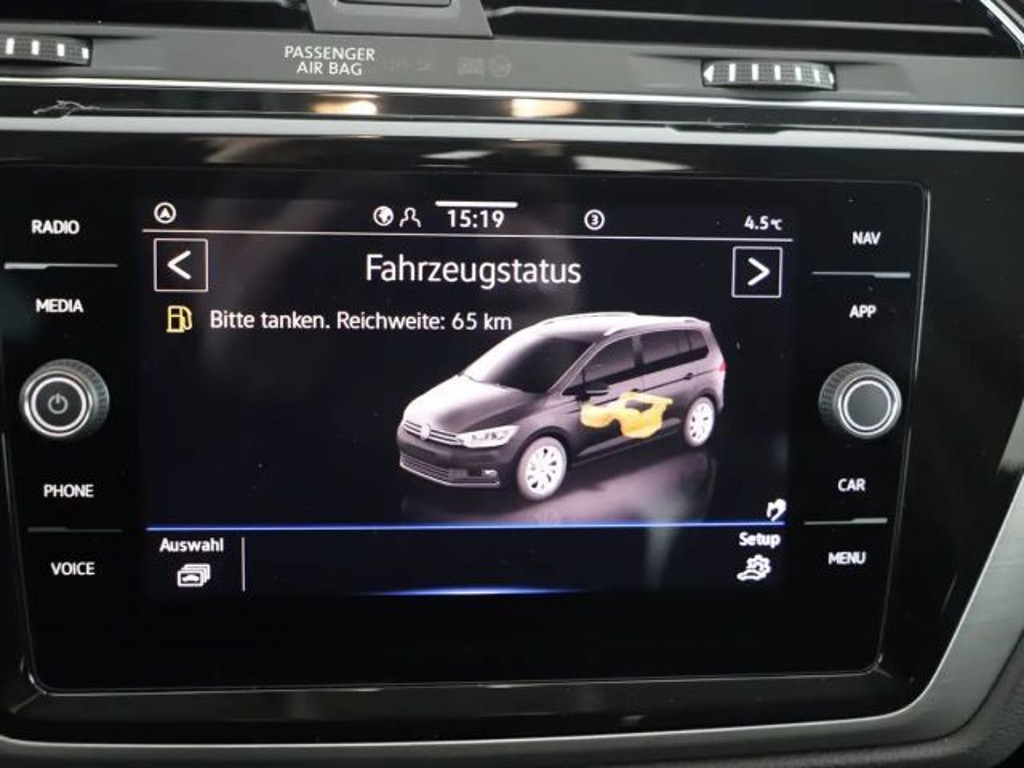 PASSENGER
AIR BAG
RADIO
MEDIA
PHONE
VOICE
15:19
3
4.5°C
Fahrzeugstatus
Bitte tanken. Reichweite: 65 km
Auswahl
Setup
NAV
APP
CAR
MENU